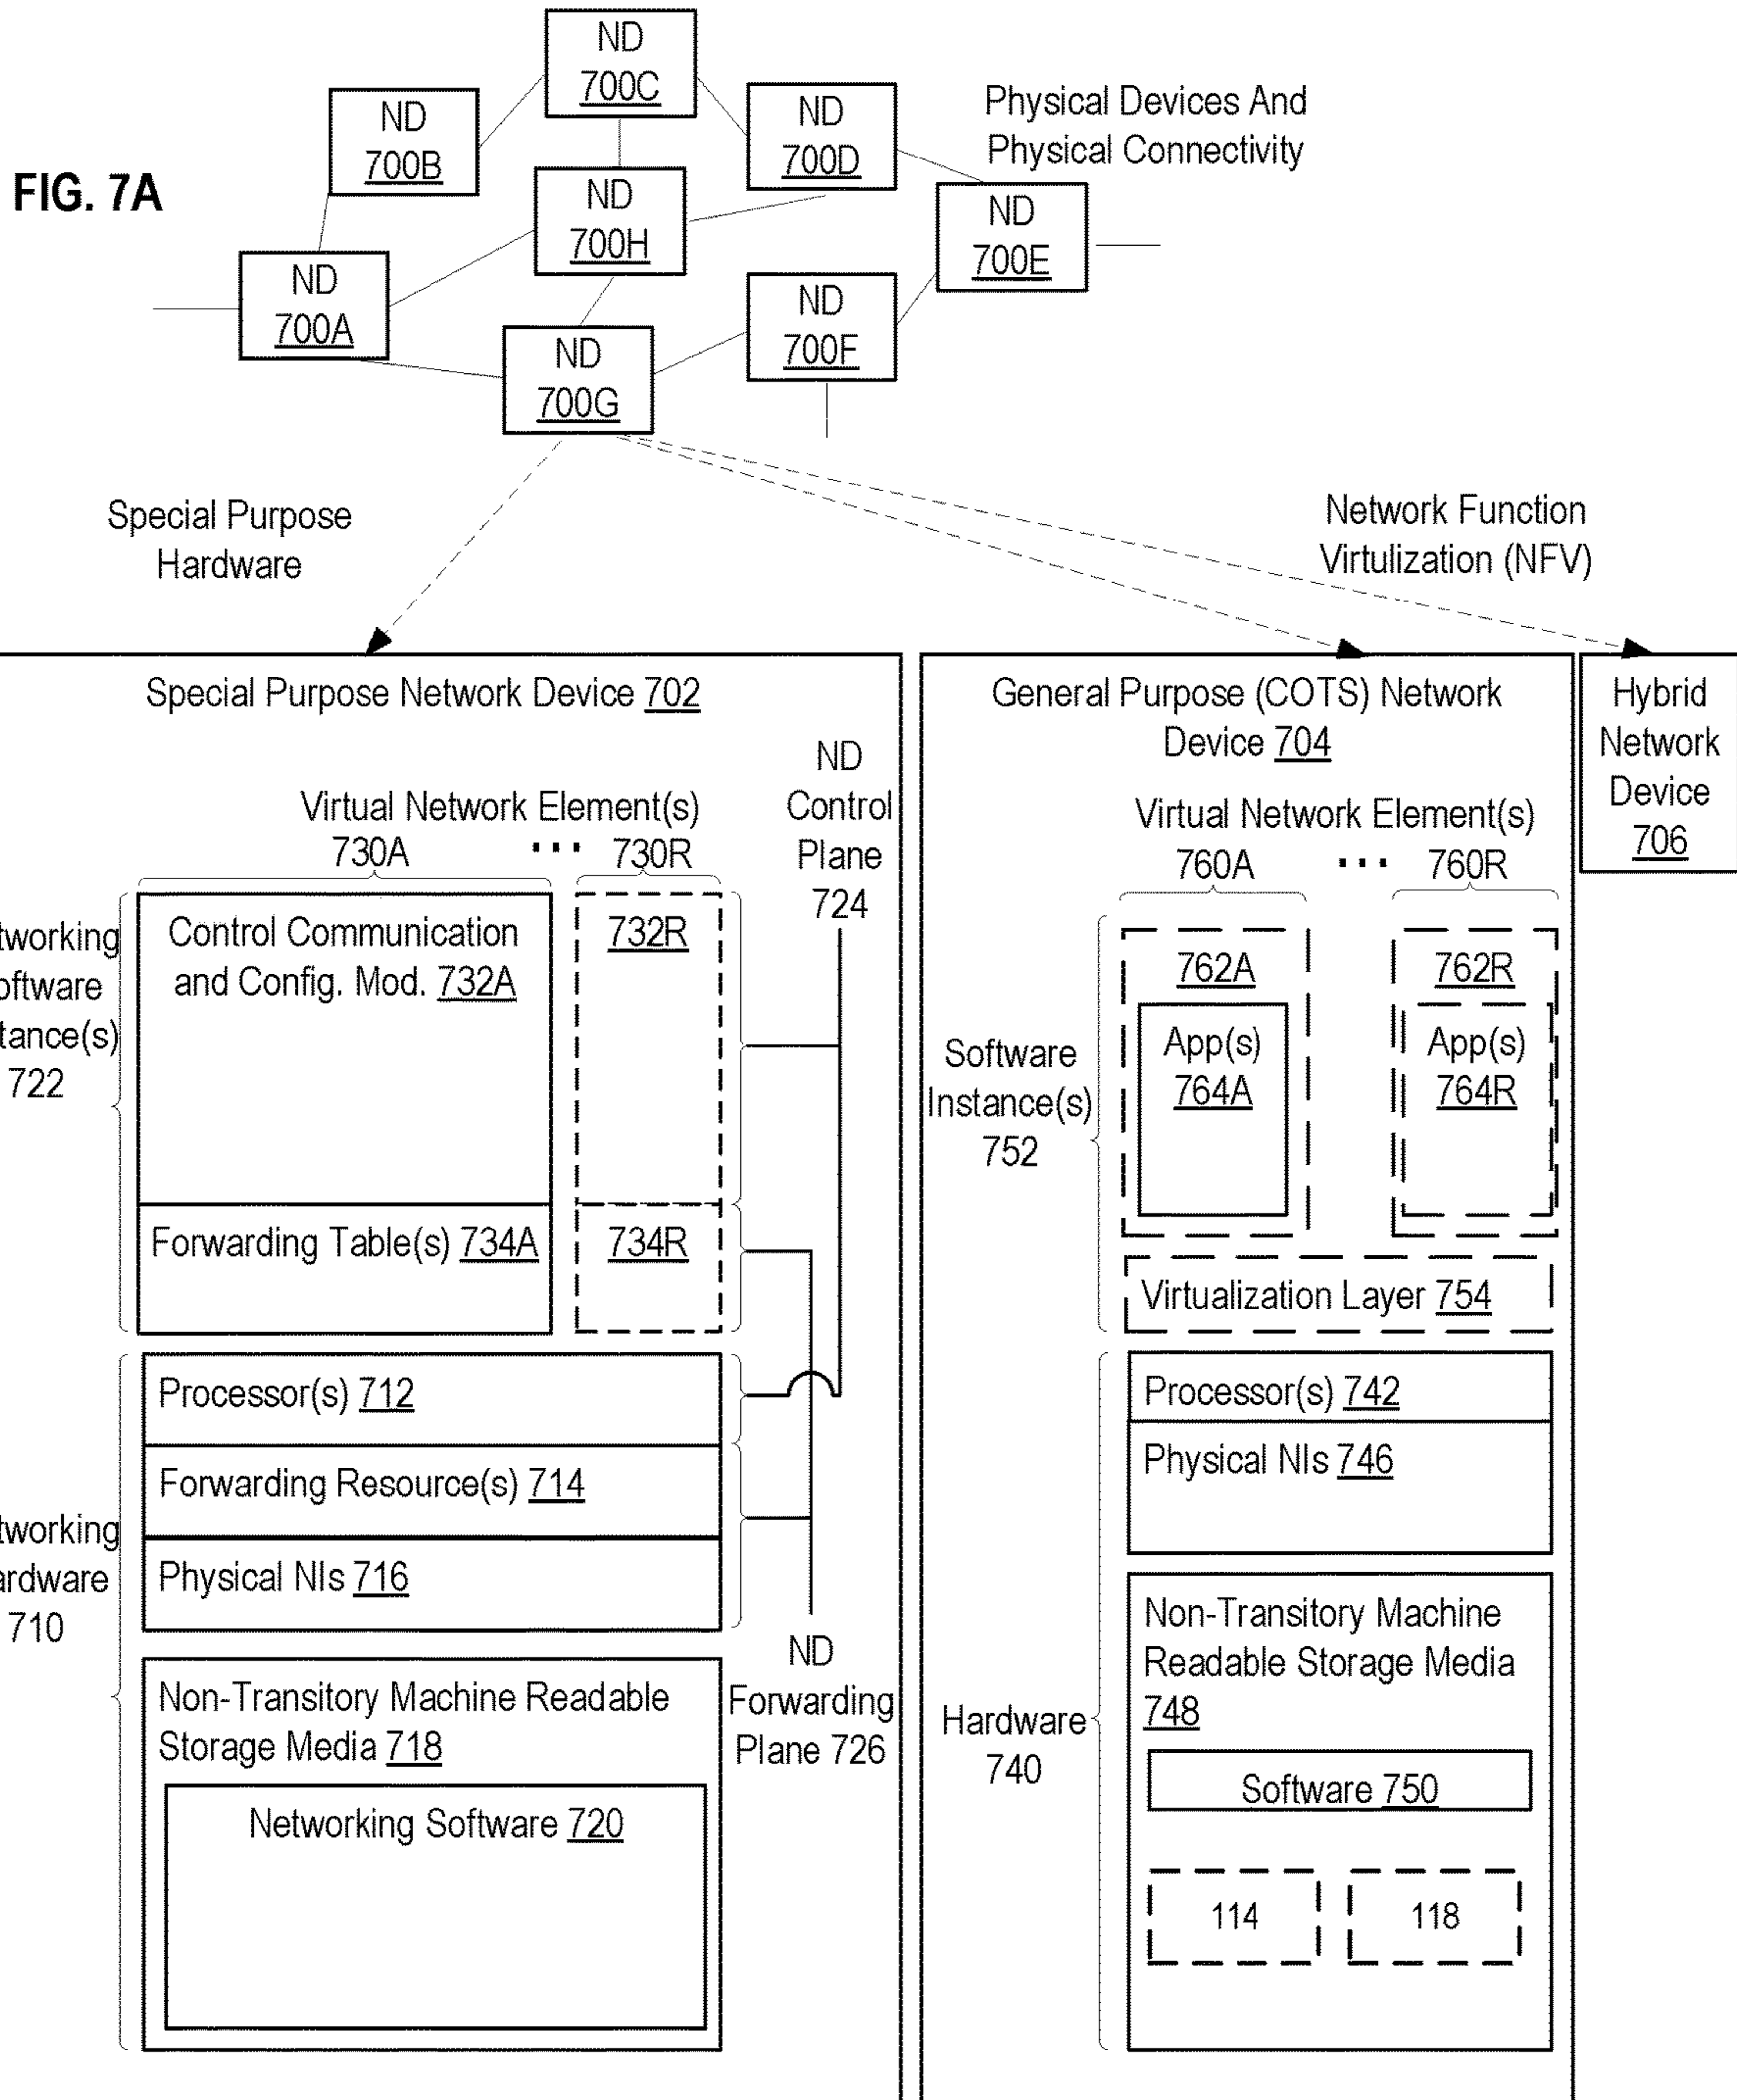 FIG. 7A
ND
700C
ND
700B
ND
700D
Physical Devices And
Physical Connectivity
ND
700H
ND
700E
ND
700A
ND
700F
ND
700G
Special Purpose
Hardware
Network Function
Virtulization (NFV)
Special Purpose Network Device 702
ND
Control
Plane
724
Virtual Network Element(s)
730A ... 730R
tworking
oftware
tance(s)
722
Control Communication
and Config. Mod. 732A
732R
Forwarding Table(s) 734A
734R
Processor(s) 712
Forwarding Resource(s) 714
Physical NIs 716
tworking
ardware
710
ND
Forwarding
Plane 726
Non-Transitory Machine Readable
Storage Media 718
Networking Software 720
General Purpose (COTS) Network
Device 704
Virtual Network Element(s)
760A ... 760R
Software
Instance(s)
752
762A
App(s)
764A
762R
App(s)
764R
Virtualization Layer 754
Processor(s) 742
Physical NIs 746
Hardware
740
Non-Transitory Machine
Readable Storage Media
748
Software 750
114
118
Hybrid
Network
Device
706